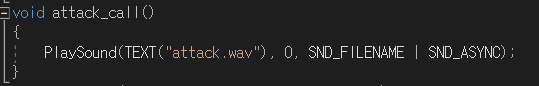 void attack_call()
{
PlaySound(TEXT("attack.wav"), 0, SND_FILENAME | SND_ASYNC);
}